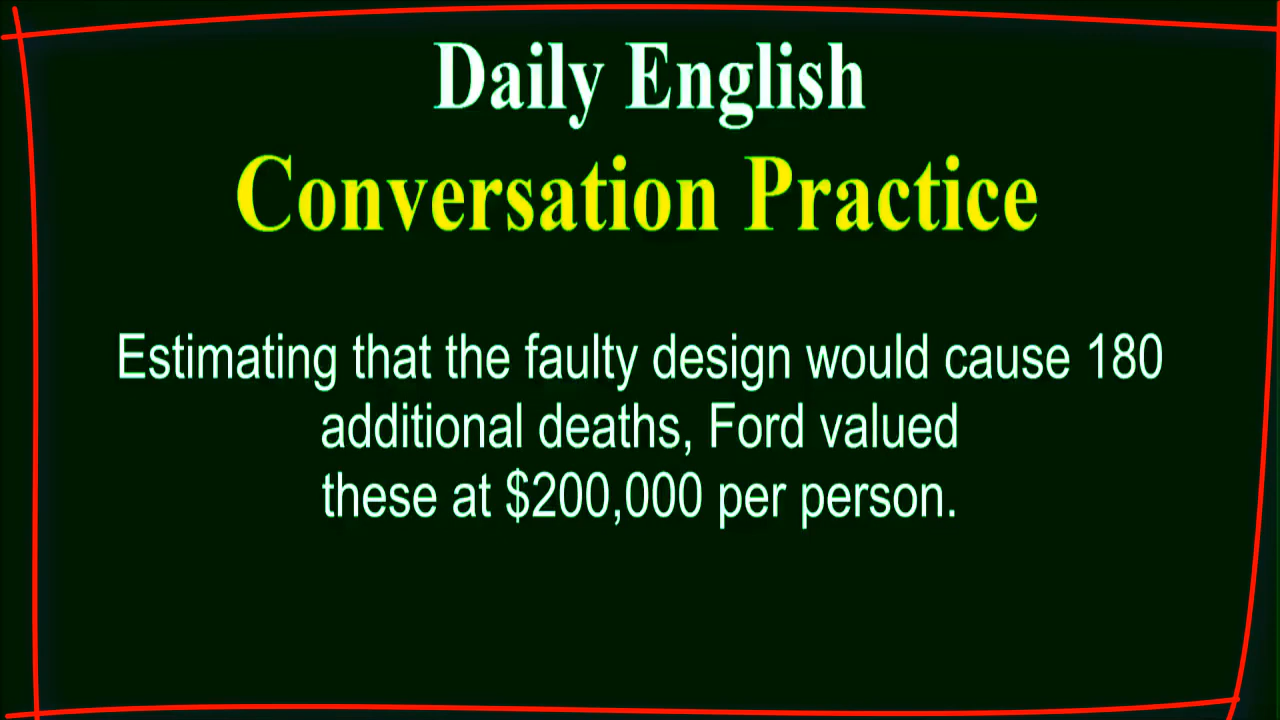 Daily English
Conversation Practice
Estimating that the faulty design would cause 180
additional deaths, Ford valued
these at $200,000 per person.